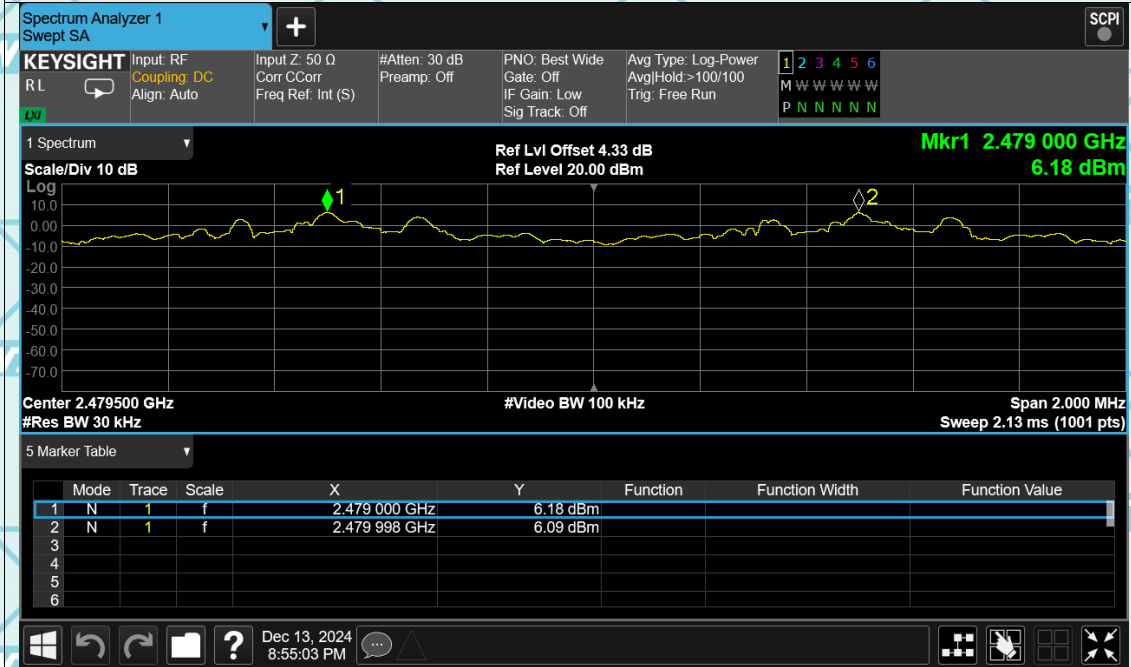 Spectrum Analyzer 1
Swept SA
+
SCPI
KEYSIGHT
R L
LXI
Input: RF
Coupling: DC
Align: Auto
Input Z: 50 Ω
Corr CCorr
Freq Ref: Int (S)
#Atten: 30 dB
Preamp: Off
PNO: Best Wide
Gate: Off
IF Gain: Low
Sig Track: Off
Avg Type: Log-Power
Avg|Hold:>100/100
Trig: Free Run
1 2 3 4 5 6
M W W W W W
P N N N N N
1 Spectrum
Scale/Div 10 dB
Ref Lvl Offset 4.33 dB
Ref Level 20.00 dBm
Mkr1 2.479 000 GHz
6.18 dBm
Log
10.0
0.00
-10.0
-20.0
-30.0
-40.0
-50.0
-60.0
-70.0
1
2
Center 2.479500 GHz
#Res BW 30 kHz
#Video BW 100 kHz
Span 2.000 MHz
Sweep 2.13 ms (1001 pts)
5 Marker Table
Mode Trace Scale X Y Function Function Width Function Value
1 N 1 f 2.479 000 GHz 6.18 dBm
2 N 1 f 2.479 998 GHz 6.09 dBm
3
4
5
6
?
Dec 13, 2024
8:55:03 PM